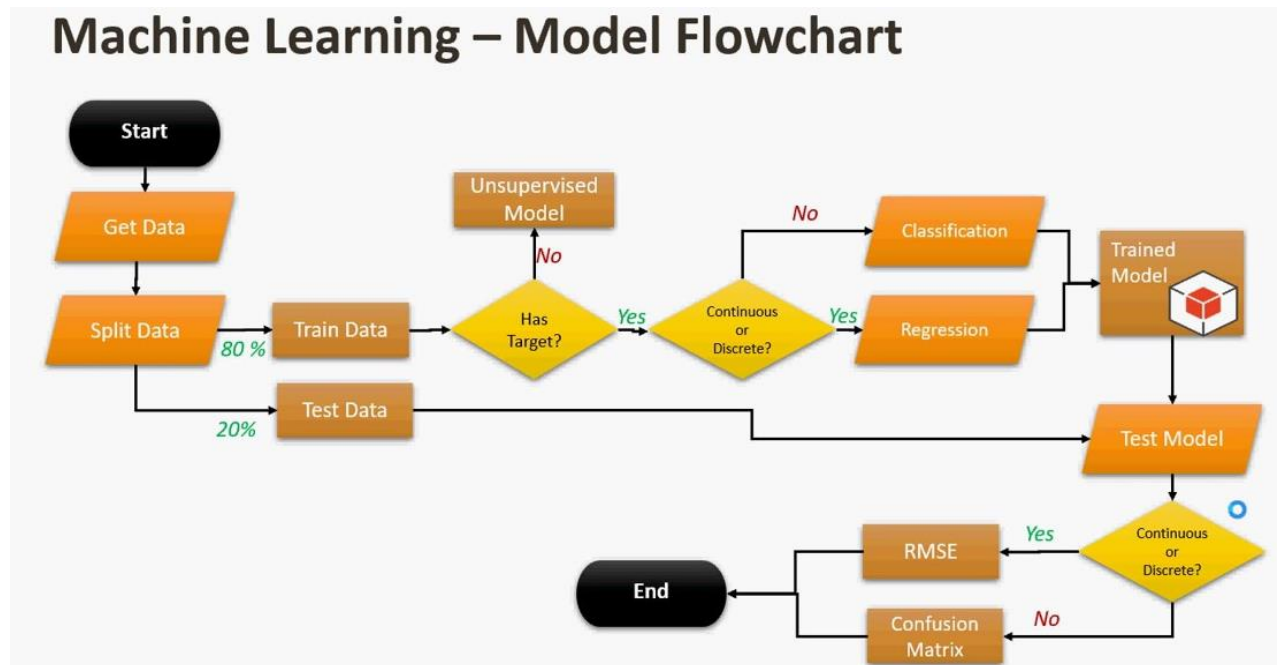 Machine Learning – Model Flowchart
Start
Get Data
Split Data
80 %
Train Data
20%
Test Data
Has
Target?
No
Unsupervised
Model
Yes
Continuous
or
Discrete?
No
Classification
Yes
Regression
Trained
Model
Test Model
Continuous
or
Discrete?
Yes
RMSE
No
Confusion
Matrix
End